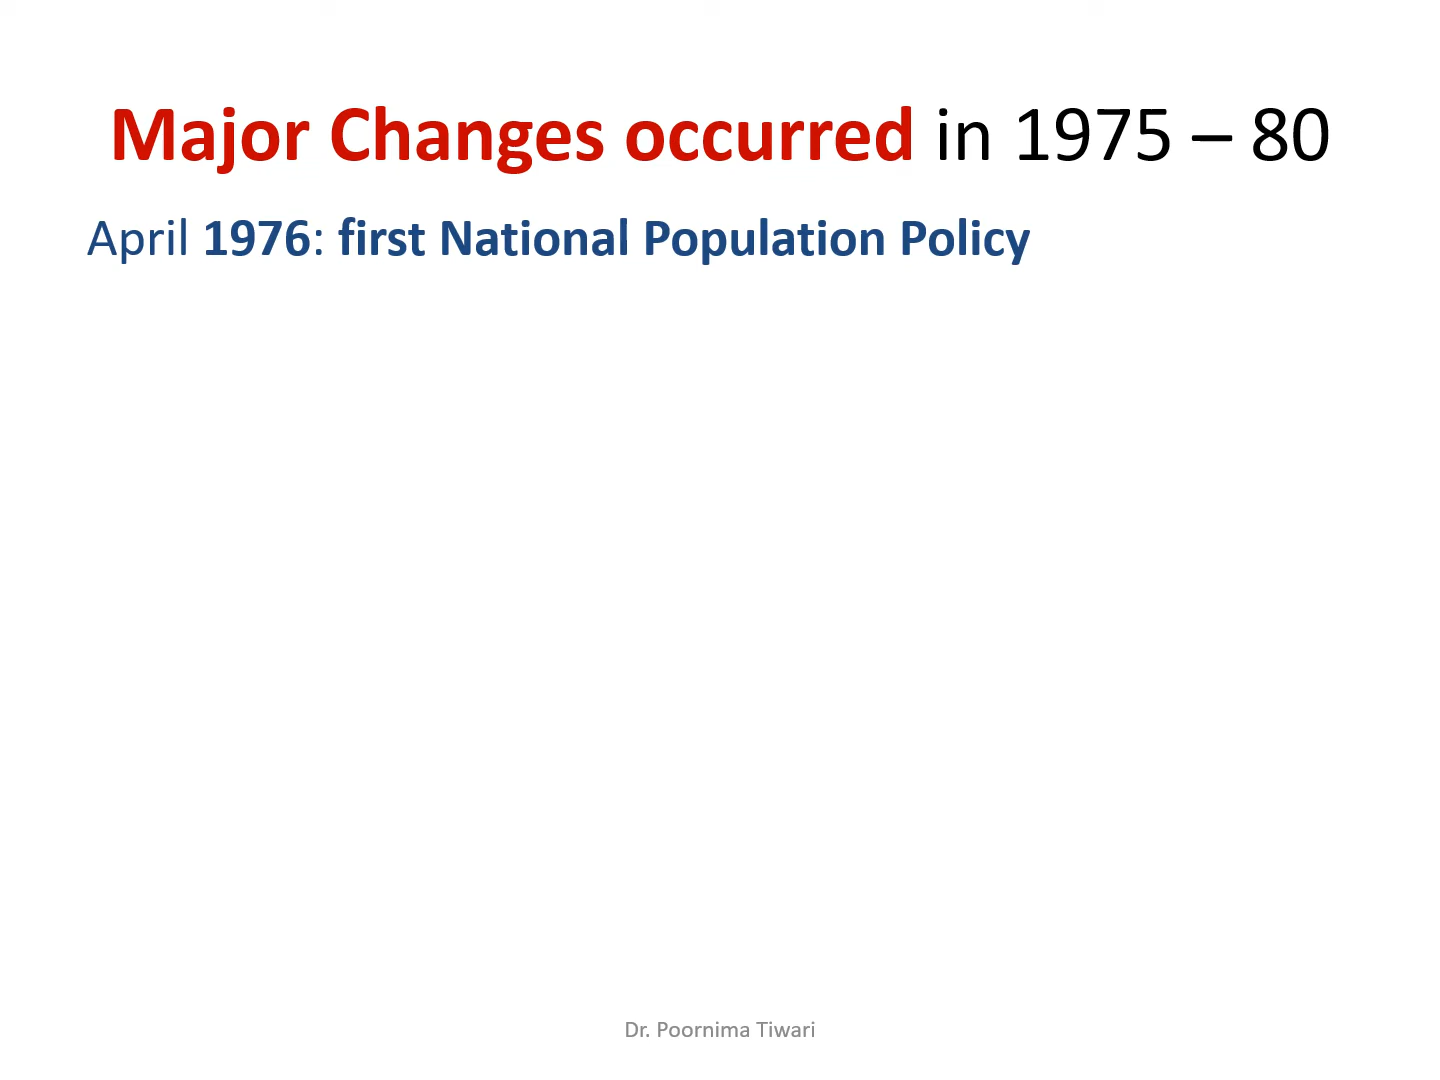 Major Changes occurred in 1975 – 80
April 1976: first National Population Policy
Dr. Poornima Tiwari